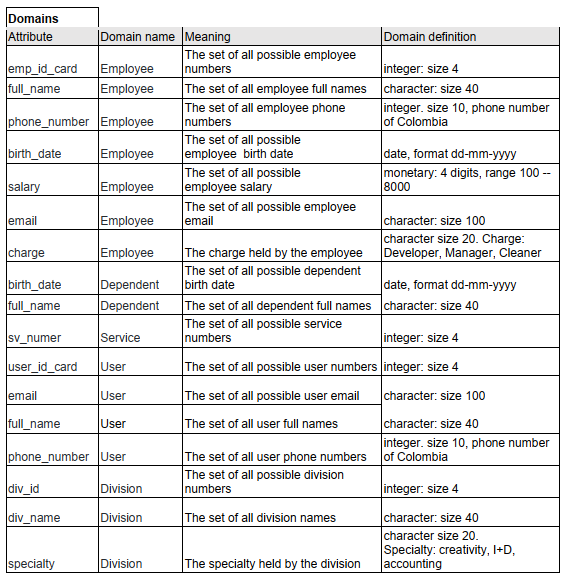 Domains
Attribute Domain name Meaning Domain definition
emp_id_card Employee The set of all possible employee numbers integer: size 4
full_name Employee The set of all employee full names character: size 40
phone_number Employee The set of all employee phone numbers integer. size 10, phone number of Colombia
birth_date Employee The set of all possible employee  birth date date, format dd-mm-yyyy
salary Employee The set of all possible employee salary monetary: 4 digits, range 100 -- 8000
email Employee The set of all possible employee email character: size 100
charge Employee The charge held by the employee character size 20. Charge: Developer, Manager, Cleaner
birth_date Dependent The set of all possible dependent birth date date, format dd-mm-yyyy
full_name Dependent The set of all dependent full names character: size 40
sv_numer Service The set of all possible service numbers integer: size 4
user_id_card User The set of all possible user numbers integer: size 4
email User The set of all possible user email character: size 100
full_name User The set of all user full names character: size 40
phone_number User The set of all user phone numbers integer. size 10, phone number of Colombia
div_id Division The set of all possible division numbers integer: size 4
div_name Division The set of all division names character: size 40
specialty Division The specialty held by the division character size 20. Specialty: creativity, I+D, accounting